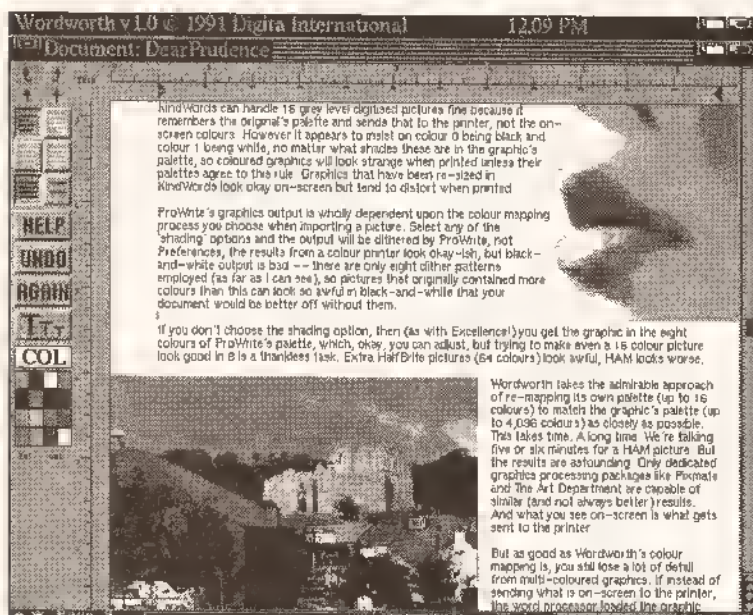 Wordworth v1.0 © 1991 Digita International 12.09 PM
Document: DearPrudence
HELP
UNDO
AGAIN
COL
KindWords can handle 16 grey level digitised pictures fine because it
remembers the original's palette and sends that to the printer, not the on-
screen colours. However it appears to insist on colour 0 being black and
colour 1 being white, no matter what shades these are in the graphic's
palette, so coloured graphics will look strange when printed unless their
palettes agree to this rule. Graphics that have been re-sized in
KindWords look okay on-screen but tend to distort when printed
ProWrite's graphics output is wholly dependent upon the colour mapping
process you choose when importing a picture. Select any of the
'shading' options and the output will be dithered by ProWrite, not
Preferences, the results from a colour printer look okay-ish, but black-
and-white output is bad -- there are only eight dither patterns
employed (as far as I can see), so pictures that originally contained more
colours than this can look so awful in black-and-white that your
document would be better off without them.
If you don't choose the shading option, then (as with Excellence!) you get the graphic in the eight
colours of ProWrite's palette, which, okay, you can adjust, but trying to make even a 16 colour picture
look good in 8 is a thankless task. Extra HalfBrite pictures (64 colours) look awful, HAM looks worse.
Wordworth takes the admirable approach
of re-mapping its own palette (up to 16
colours) to match the graphic's palette (up
to 4,096 colours) as closely as possible.
This takes time. A long time. We're talking
five or six minutes for a HAM picture. But
the results are astounding. Only dedicated
graphics processing packages like Pixmate
and The Art Department are capable of
similar (and not always better) results.
And what you see on-screen is what gets
sent to the printer
But as good as Wordworth's colour
mapping is, you still lose a lot of detail
from multi-coloured graphics. If instead of
sending what is on-screen to the printer,
the word processor loaded the graphic